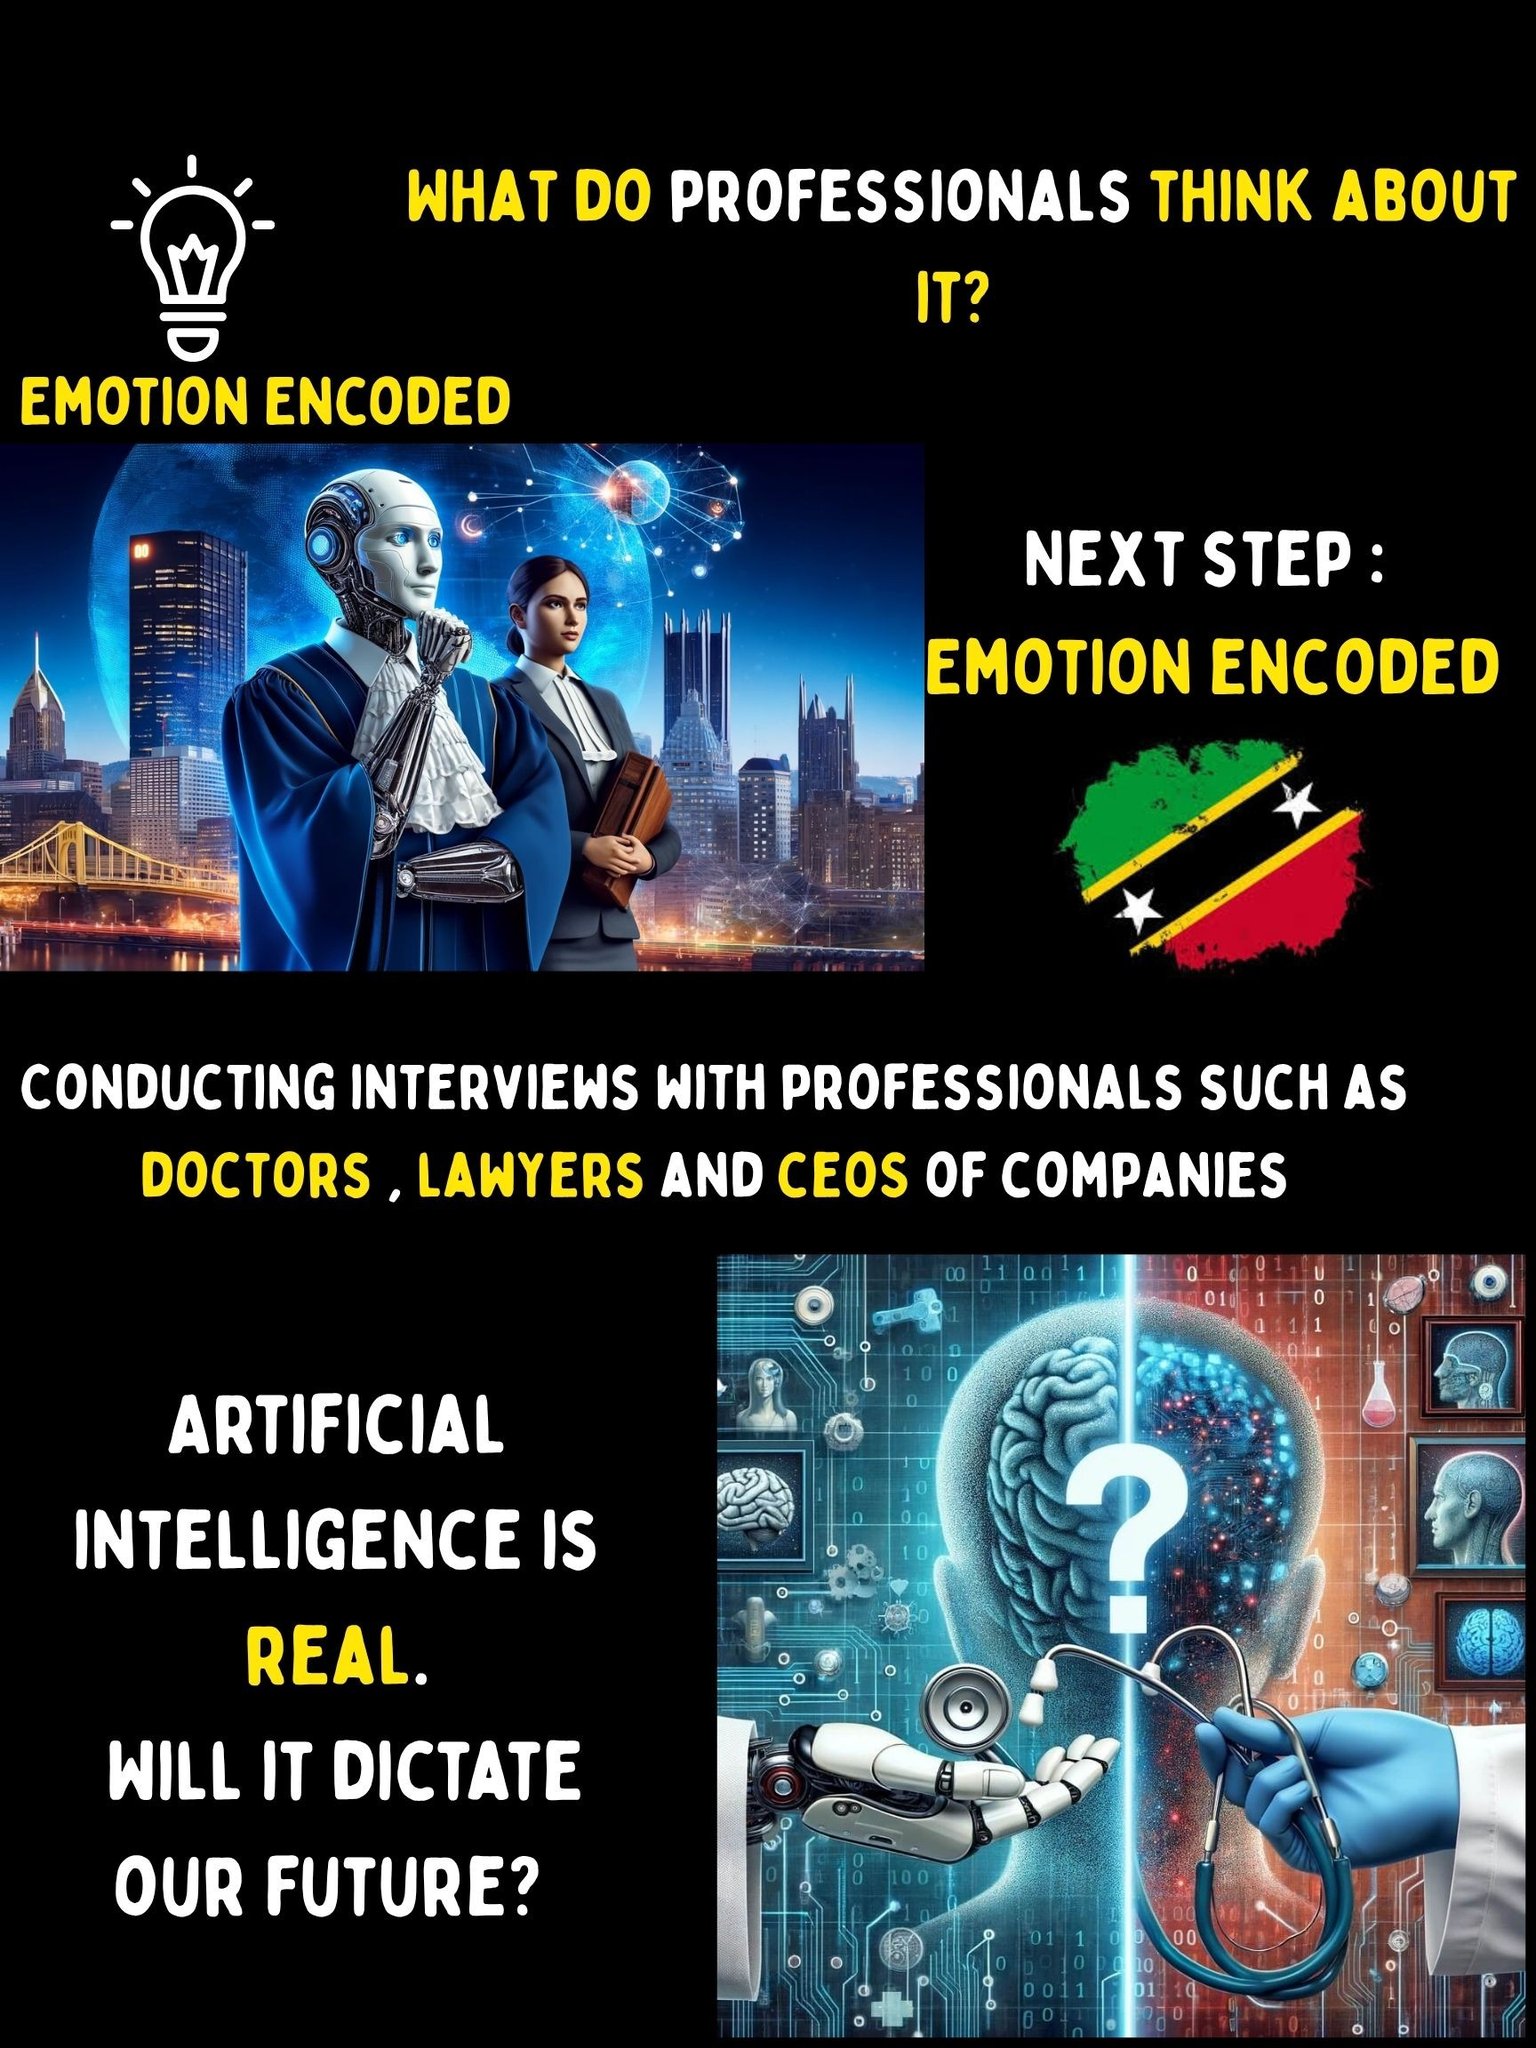 WHAT DO PROFESSIONALS THINK ABOUT
IT?
EMOTION ENCODED
NEXT STEP :
EMOTION ENCODED
CONDUCTING INTERVIEWS WITH PROFESSIONALS SUCH AS
DOCTORS , LAWYERS AND CEOS OF COMPANIES
ARTIFICIAL
INTELLIGENCE IS
REAL.
WILL IT DICTATE
OUR FUTURE?
?